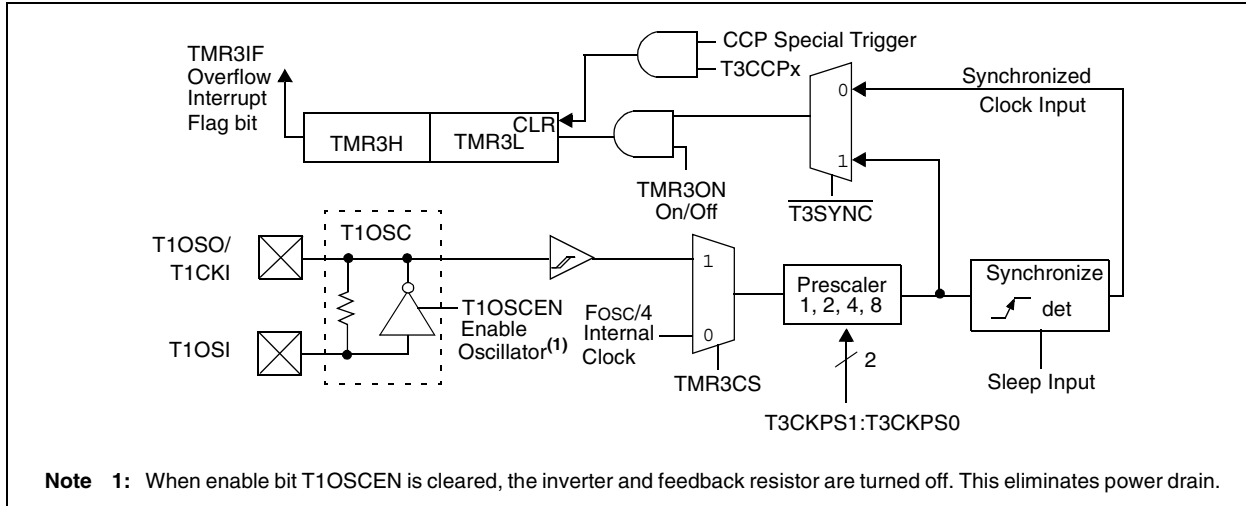 TMR3IF
Overflow
Interrupt
Flag bit
TMR3H
TMR3L
CLR
CCP Special Trigger
T3CCPx
TMR3ON
On/Off
0
1
T3SYNC
Synchronized
Clock Input
T1OSO/
T1CKI
T1OSI
T1OSC
T1OSCEN
Enable
Oscillator(1)
FOSC/4
Internal
Clock
1
0
TMR3CS
Prescaler
1, 2, 4, 8
2
T3CKPS1:T3CKPS0
Synchronize
det
Sleep Input
Note 1: When enable bit T1OSCEN is cleared, the inverter and feedback resistor are turned off. This eliminates power drain.